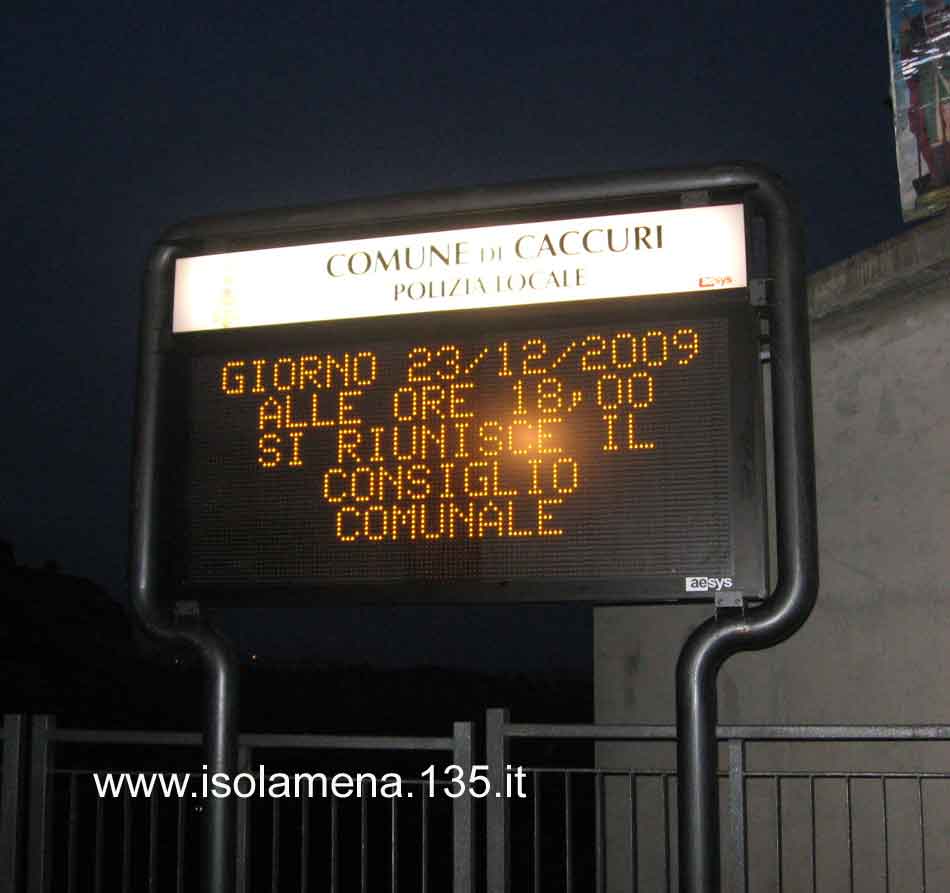 COMUNE DI CACCURI
POLIZIA LOCALE
aesys
GIORNO 23/12/2009
ALLE ORE 18,00
SI RIUNISCE IL
CONSIGLIO
COMUNALE
aesys
www.isolamena.135.it